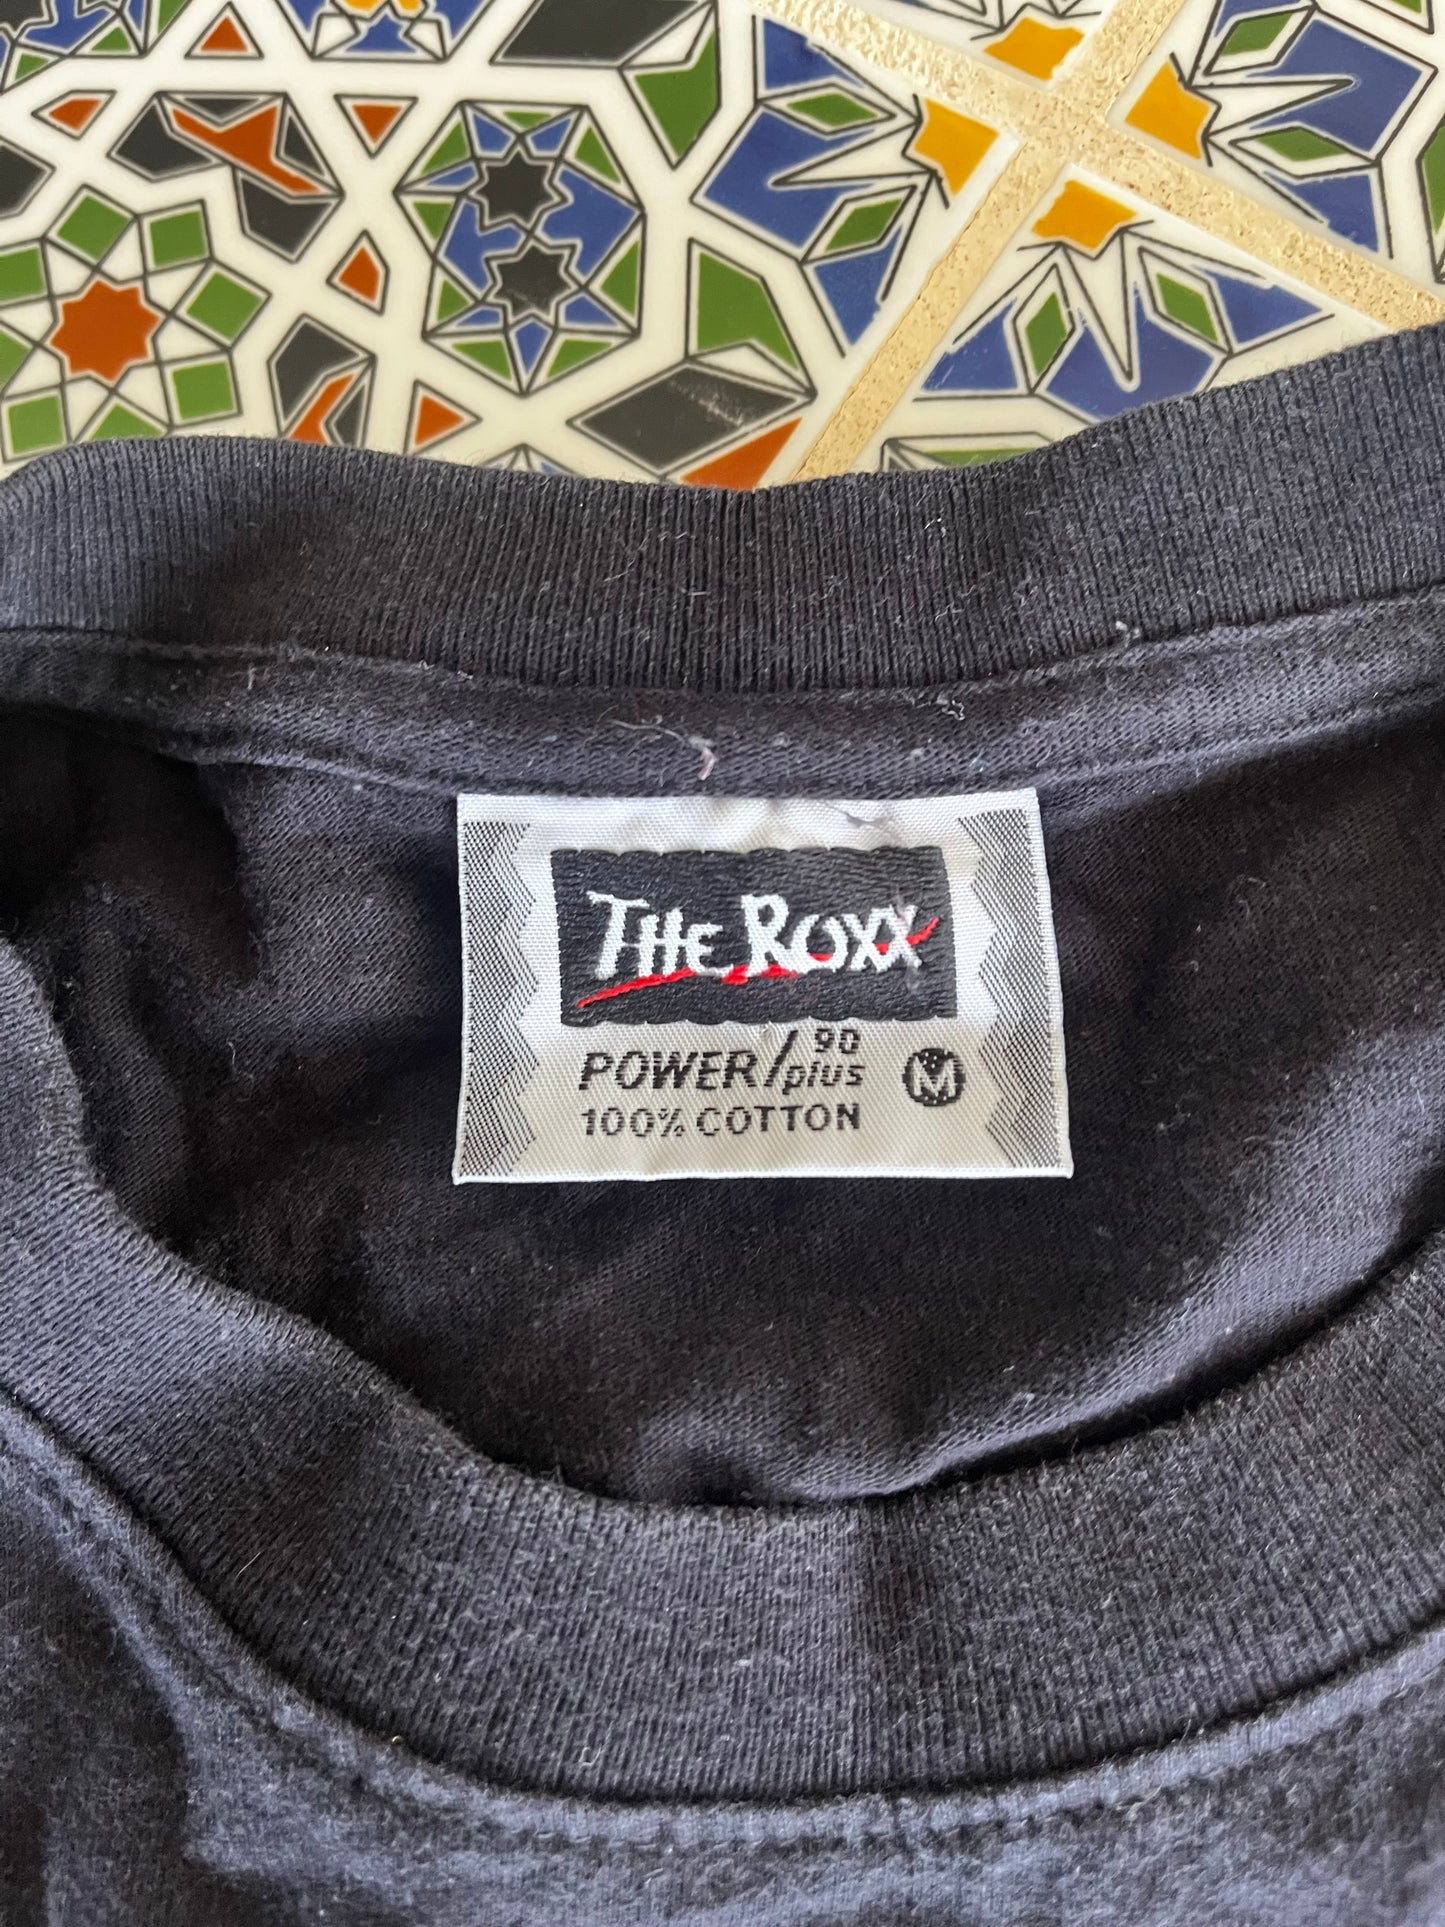 THE ROXX
POWER/90 plus M
100% COTTON